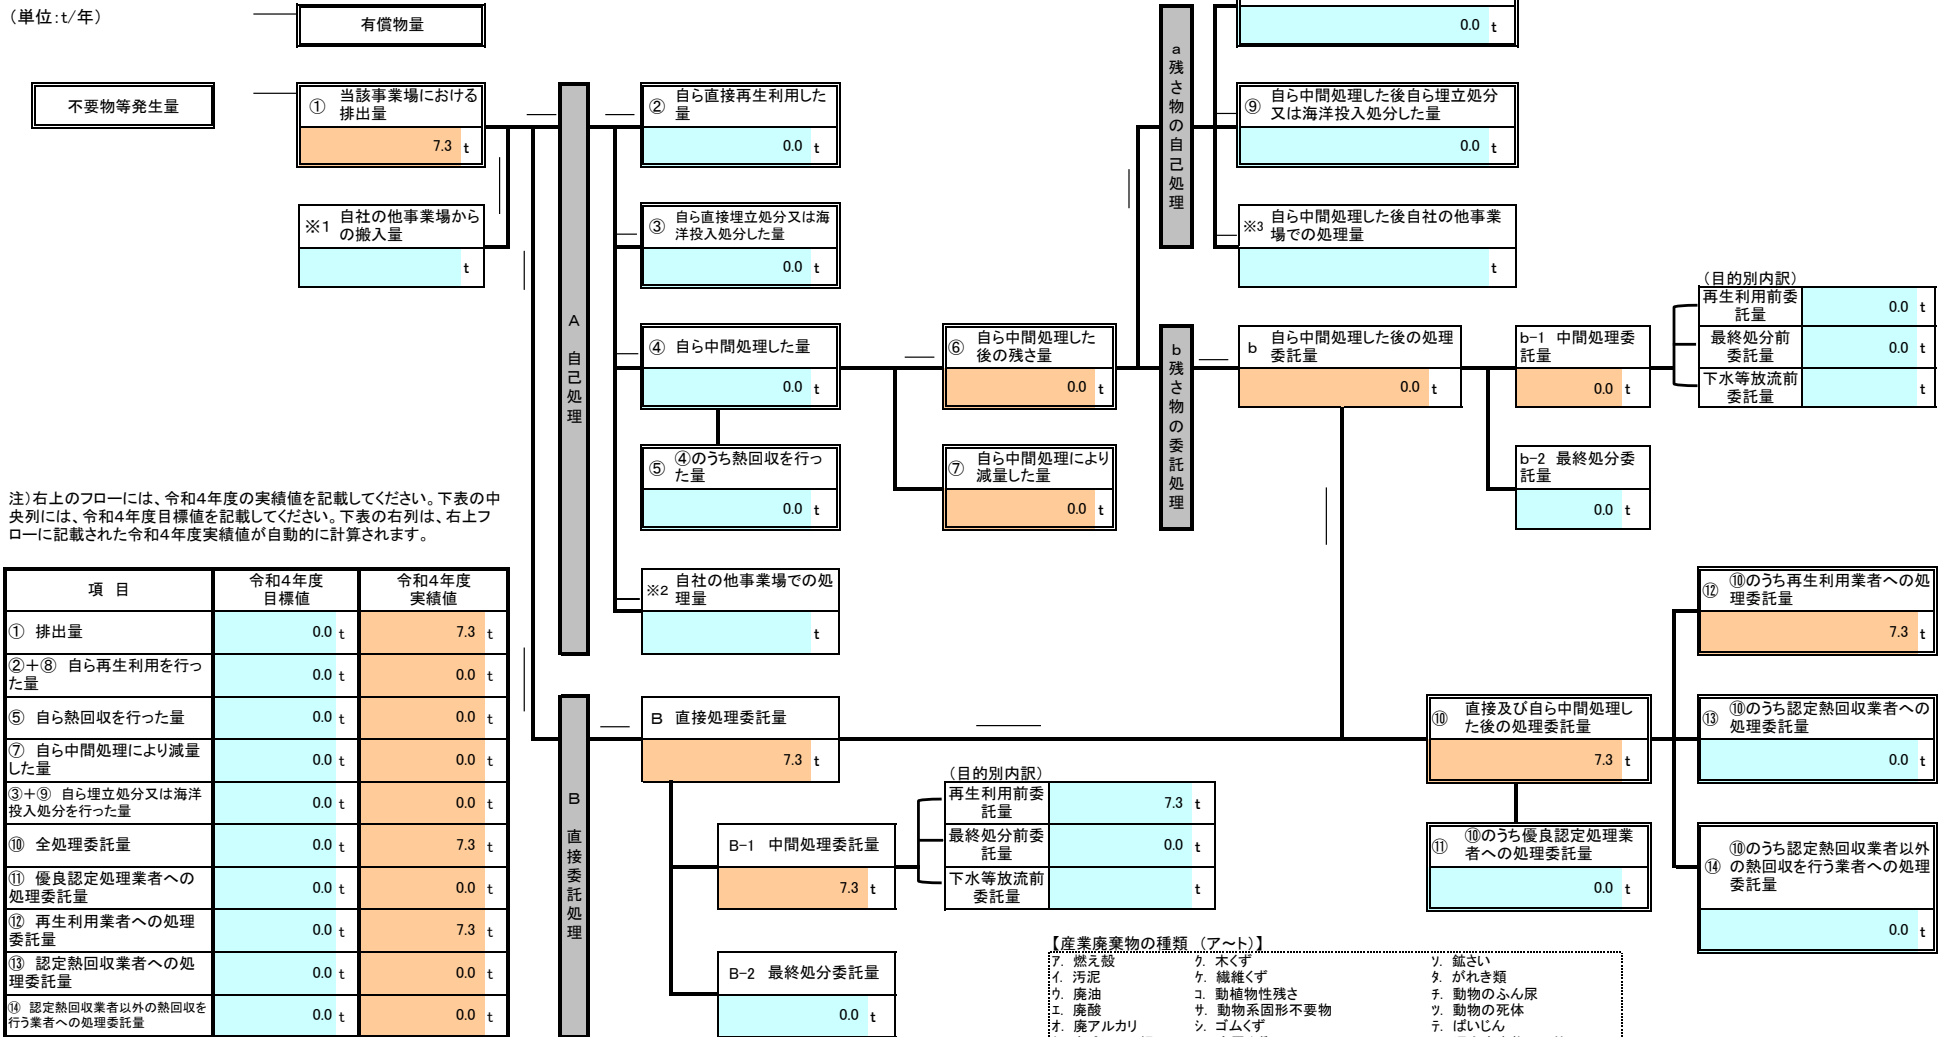 (単位:t/年)
有償物量
不要物等発生量
① 当該事業場における
排出量
7.3 t
※1 自社の他事業場から
の搬入量
t
A 自己処理
② 自ら直接再生利用した
量
0.0 t
③ 自ら直接埋立処分又は海
洋投入処分した量
0.0 t
④ 自ら中間処理した量
0.0 t
⑤ ④のうち熱回収を行っ
た量
0.0 t
※2 自社の他事業場での処
理量
t
⑥ 自ら中間処理した
後の残さ量
0.0 t
⑦ 自ら中間処理により
減量した量
0.0 t
a 残さ物の自己処理
0.0 t
⑨ 自ら中間処理した後自ら埋立処分
又は海洋投入処分した量
0.0 t
※3 自ら中間処理した後自社の他事業
場での処理量
t
b 残さ物の委託処理
b 自ら中間処理した後の処理
委託量
0.0 t
b-1 中間処理委
託量
0.0 t
b-2 最終処分委
託量
0.0 t
(目的別内訳)
再生利用前委
託量
0.0 t
最終処分前
委託量
0.0 t
下水等放流前
委託量
t
注)右上のフローには、令和4年度の実績値を記載してください。下表の中
央列には、令和4年度目標値を記載してください。下表の右列は、右上フ
ローに記載された令和4年度実績値が自動的に計算されます。
項 目 令和4年度 目標値 令和4年度 実績値
① 排出量 0.0 t 7.3 t
②+⑧ 自ら再生利用を行っ
た量 0.0 t 0.0 t
⑤ 自ら熱回収を行った量 0.0 t 0.0 t
⑦ 自ら中間処理により減量
した量 0.0 t 0.0 t
③+⑨ 自ら埋立処分又は海洋
投入処分を行った量 0.0 t 0.0 t
⑩ 全処理委託量 0.0 t 7.3 t
⑪ 優良認定処理業者への
処理委託量 0.0 t 0.0 t
⑫ 再生利用業者への処理
委託量 0.0 t 7.3 t
⑬ 認定熱回収業者への処
理委託量 0.0 t 0.0 t
⑭ 認定熱回収業者以外の熱回収を
行う業者への処理委託量 0.0 t 0.0 t
B 直接委託処理
B 直接処理委託量
7.3 t
B-1 中間処理委託量
7.3 t
B-2 最終処分委託量
0.0 t
(目的別内訳)
再生利用前委
託量
7.3 t
最終処分前委
託量
0.0 t
下水等放流前
委託量
t
⑩ 直接及び自ら中間処理し
た後の処理委託量
7.3 t
⑪ ⑩のうち優良認定処理業
者への処理委託量
0.0 t
⑫ ⑩のうち再生利用業者への処
理委託量
7.3 t
⑬ ⑩のうち認定熱回収業者への
処理委託量
0.0 t
⑭ ⑩のうち認定熱回収業者以外
の熱回収を行う業者への処理
委託量
0.0 t
【産業廃棄物の種類 (ア~ト)】
ア. 燃え殻 ク. 木くず ソ. 鉱さい
イ. 汚泥 ケ. 繊維くず タ. がれき類
ウ. 廃油 コ. 動植物性残さ チ. 動物のふん尿
エ. 廃酸 サ. 動物系固形不要物 ツ. 動物の死体
オ. 廃アルカリ シ. ゴムくず テ. ばいじん